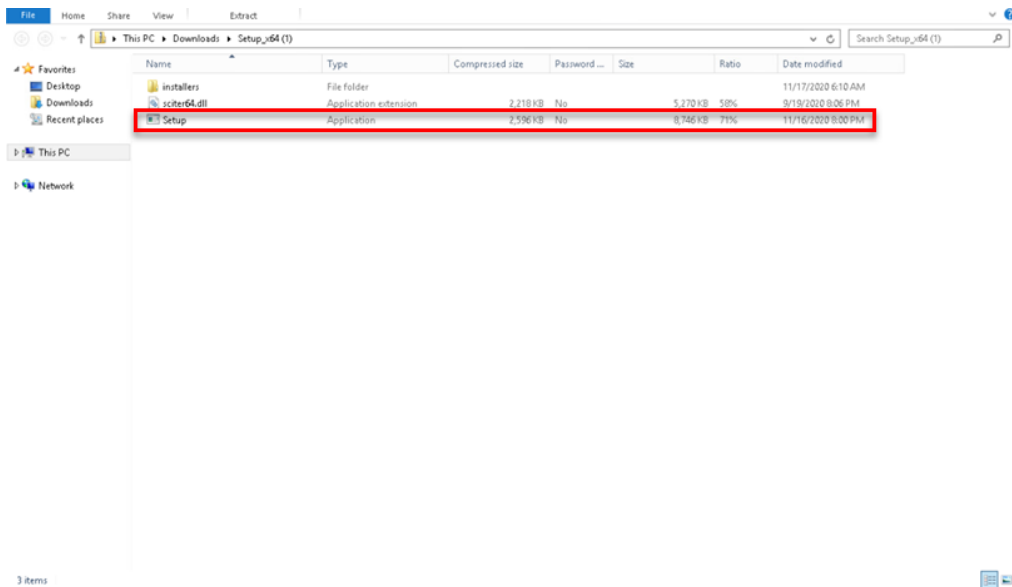 File Home Share View Extract
This PC Downloads Setup_x64 (1) Search Setup_x64 (1)
Favorites
Desktop
Downloads
Recent places
This PC
Network
Name Type Compressed size Password ... Size Ratio Date modified
installers File folder 11/17/2020 6:10 AM
sciter64.dll Application extension 2,218 KB No 5,270 KB 58% 9/19/2020 8:06 PM
Setup Application 2,596 KB No 8,746 KB 71% 11/16/2020 8:00 PM
3 items